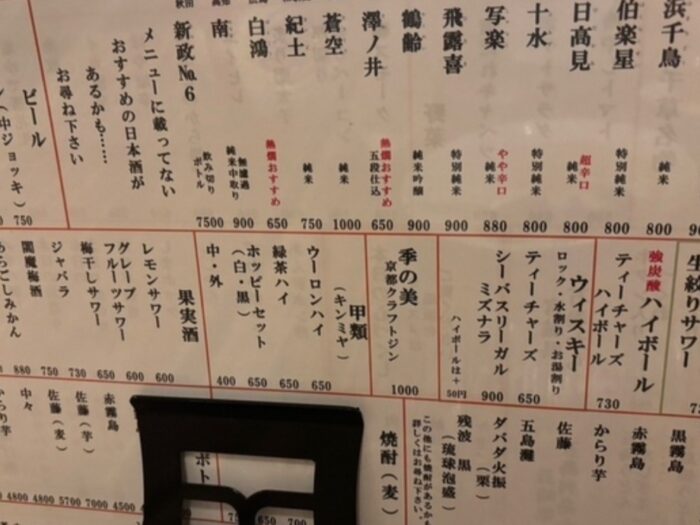 浜千鳥 純米
伯楽星 特別純米 800
日高見 超辛口 純米 800
十水 特別純米 800
写楽 やや辛口 純米 880
飛露喜 特別純米 900
鶴齢 純米吟醸 900
澤ノ井 熱燗おすすめ 五段仕込 650
蒼空 純米 1000
紀土 純米 750
白鴻 熱燗おすすめ 650
南 無濾過 純米中取り 900
新政No.6 飲み切りボトル 7500
メニューに載ってない
おすすめの日本酒が
あるかも……
お尋ね下さい
ビール
(中ジョッキ) 750
生絞りサワー
強炭酸 ハイボール
ティーチャーズ
ハイボール 730
ウィスキー
ロック・水割り・お湯割り
ティーチャーズ 650
シーバスリーガル
ミズナラ 900
ハイボールは+50円
季の美
京都クラフトジン 1000
甲類
(キンミヤ)
ウーロンハイ 650
緑茶ハイ 650
ホッピーセット
(白・黒) 650
中・外 400
果実酒
レモンサワー 600
グレープ
フルーツサワー 600
梅干しサワー 650
ジャバラ 730
閻魔梅酒 750
あらごしみかん 880
黒霧島
赤霧島
からり芋
佐藤
五島灘
ダバダ火振
(栗)
残波 黒
(琉球泡盛)
この他にも焼酎があるかも
詳しくはお尋ね下さい。
焼酎(麦)
赤霧島 4500
佐藤(芋) 7000
佐藤(麦) 5700
中々 4800
からり芋 4800